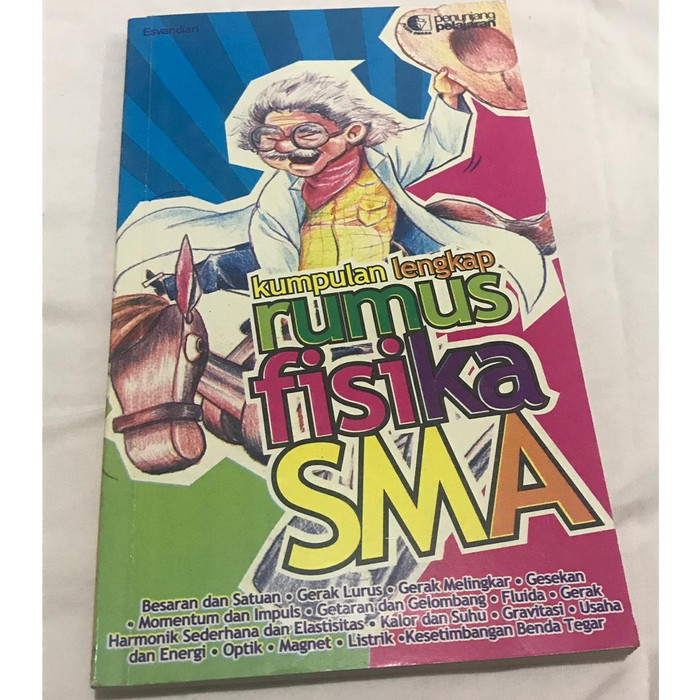 Esvandiari
penunjang
pelajaran
kumpulan lengkap
rumus
fisika
SMA
Besaran dan Satuan • Gerak Lurus • Gerak Melingkar • Gesekan
• Momentum dan Impuls • Getaran dan Gelombang • Fluida • Gerak
Harmonik Sederhana dan Elastisitas • Kalor dan Suhu • Gravitasi • Usaha
dan Energi • Optik • Magnet • Listrik •Kesetimbangan Benda Tegar